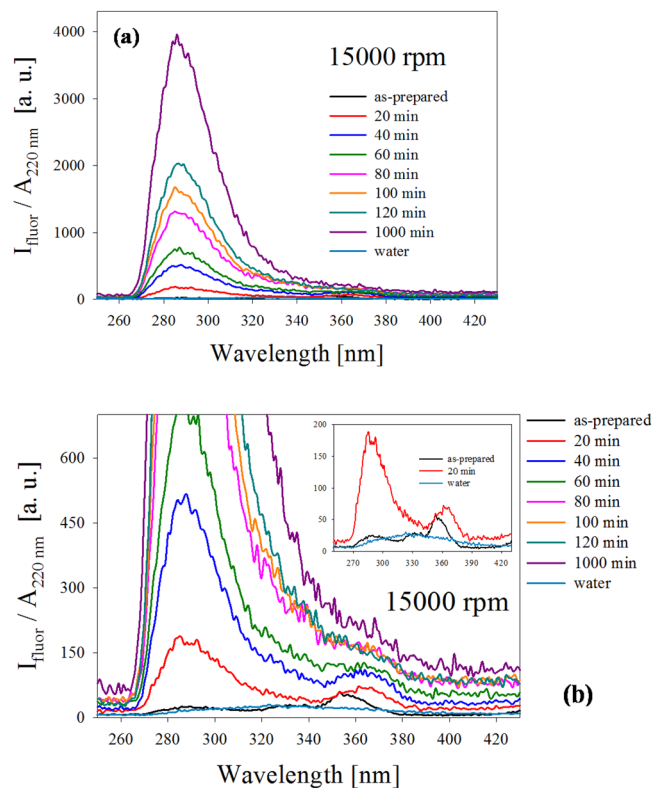 (a)
15000 rpm
4000
3000
2000
1000
0
I fluor / A 220 nm [a. u.]
as-prepared
20 min
40 min
60 min
80 min
100 min
120 min
1000 min
water
260 280 300 320 340 360 380 400 420
Wavelength [nm]
600
450
300
150
0
I fluor / A 220 nm [a. u.]
200
150
100
50
0
as-prepared
20 min
water
270 300 330 360 390 420
15000 rpm
as-prepared
20 min
40 min
60 min
80 min
100 min
120 min
1000 min
water
(b)
260 280 300 320 340 360 380 400 420
Wavelength [nm]